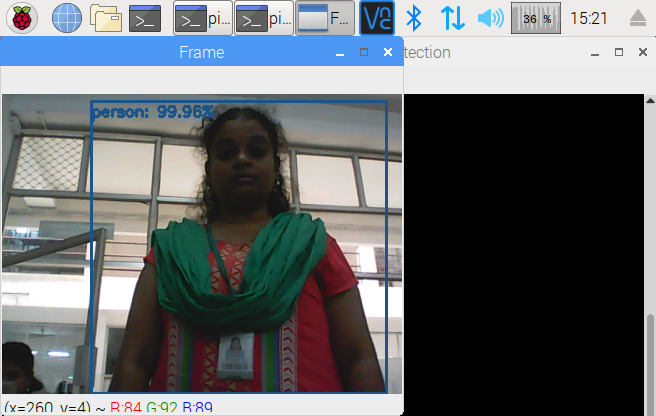 pi... pi... F... 36 % 15:21
Frame
tection
person: 99.96%
(x=260, y=4) ~ R:84 G:92 B:89